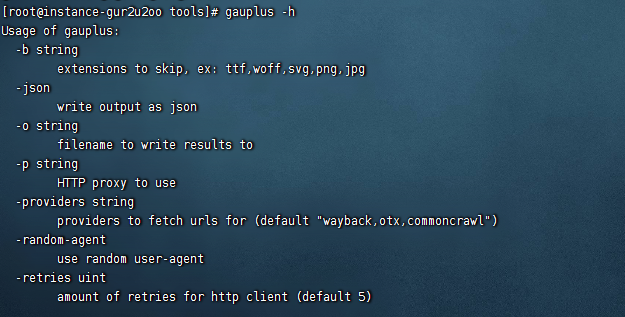 [root@instance-gur2u2oo tools]# gauplus -h
Usage of gauplus:
  -b string
        extensions to skip, ex: ttf,woff,svg,png,jpg
  -json
        write output as json
  -o string
        filename to write results to
  -p string
        HTTP proxy to use
  -providers string
        providers to fetch urls for (default "wayback,otx,commoncrawl")
  -random-agent
        use random user-agent
  -retries uint
        amount of retries for http client (default 5)